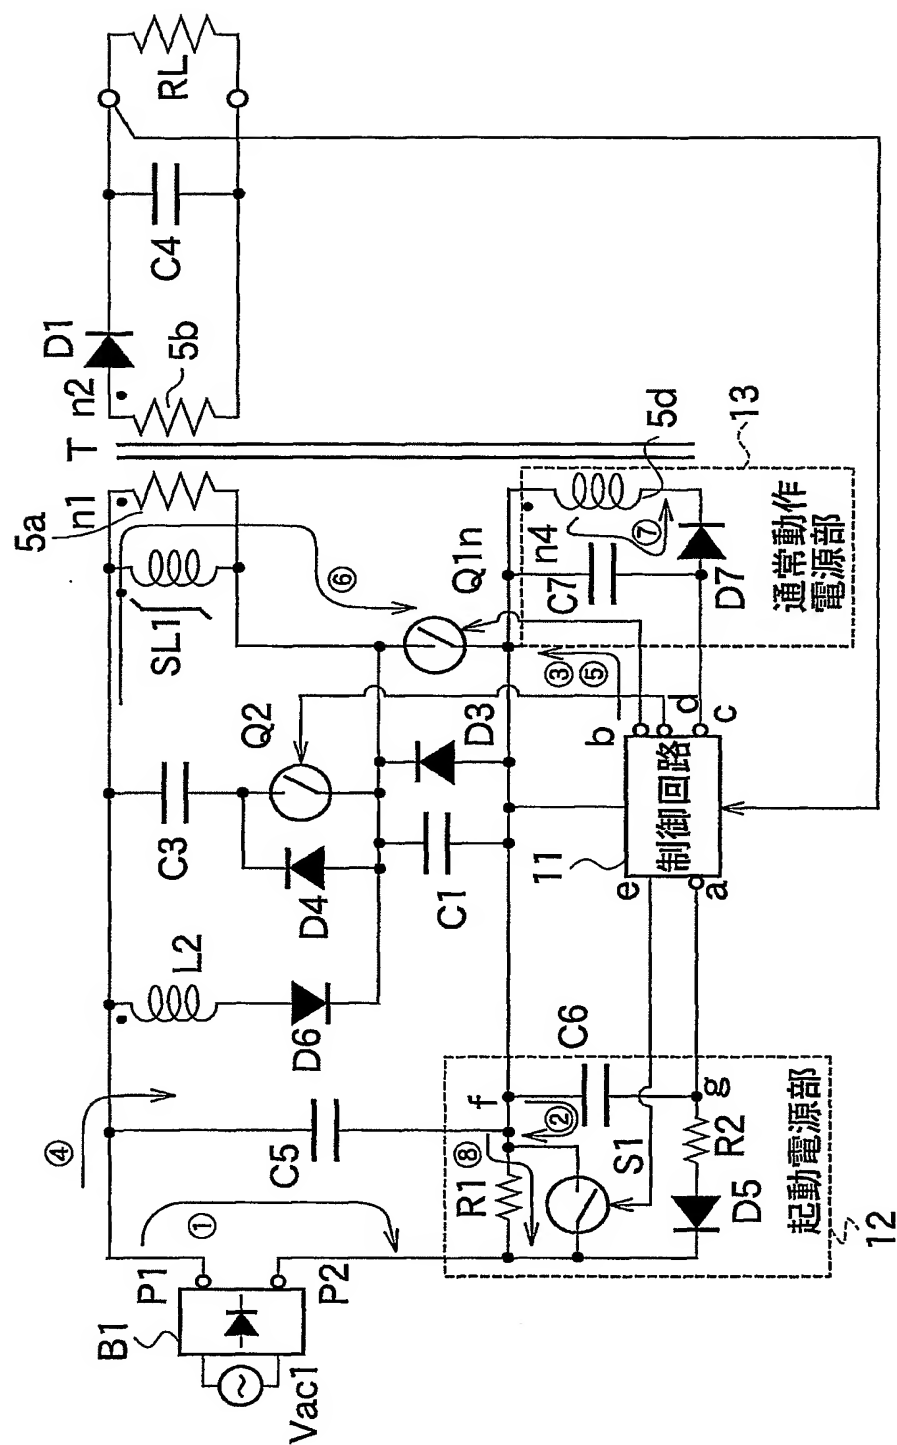 Vac1
B1
P1
P2
①
④
C5
L2
D6
C3
D4
Q2
SL1
5a
n1
T
n2
D1
5b
C4
RL
⑥
C1
D3
Q1n
③
⑤
R1
⑧
f
②
C6
S1
g
R2
D5
起動電源部
12
11
制御回路
a
b
c
d
e
n4
C7
⑦
D7
5d
13
通常動作
電源部